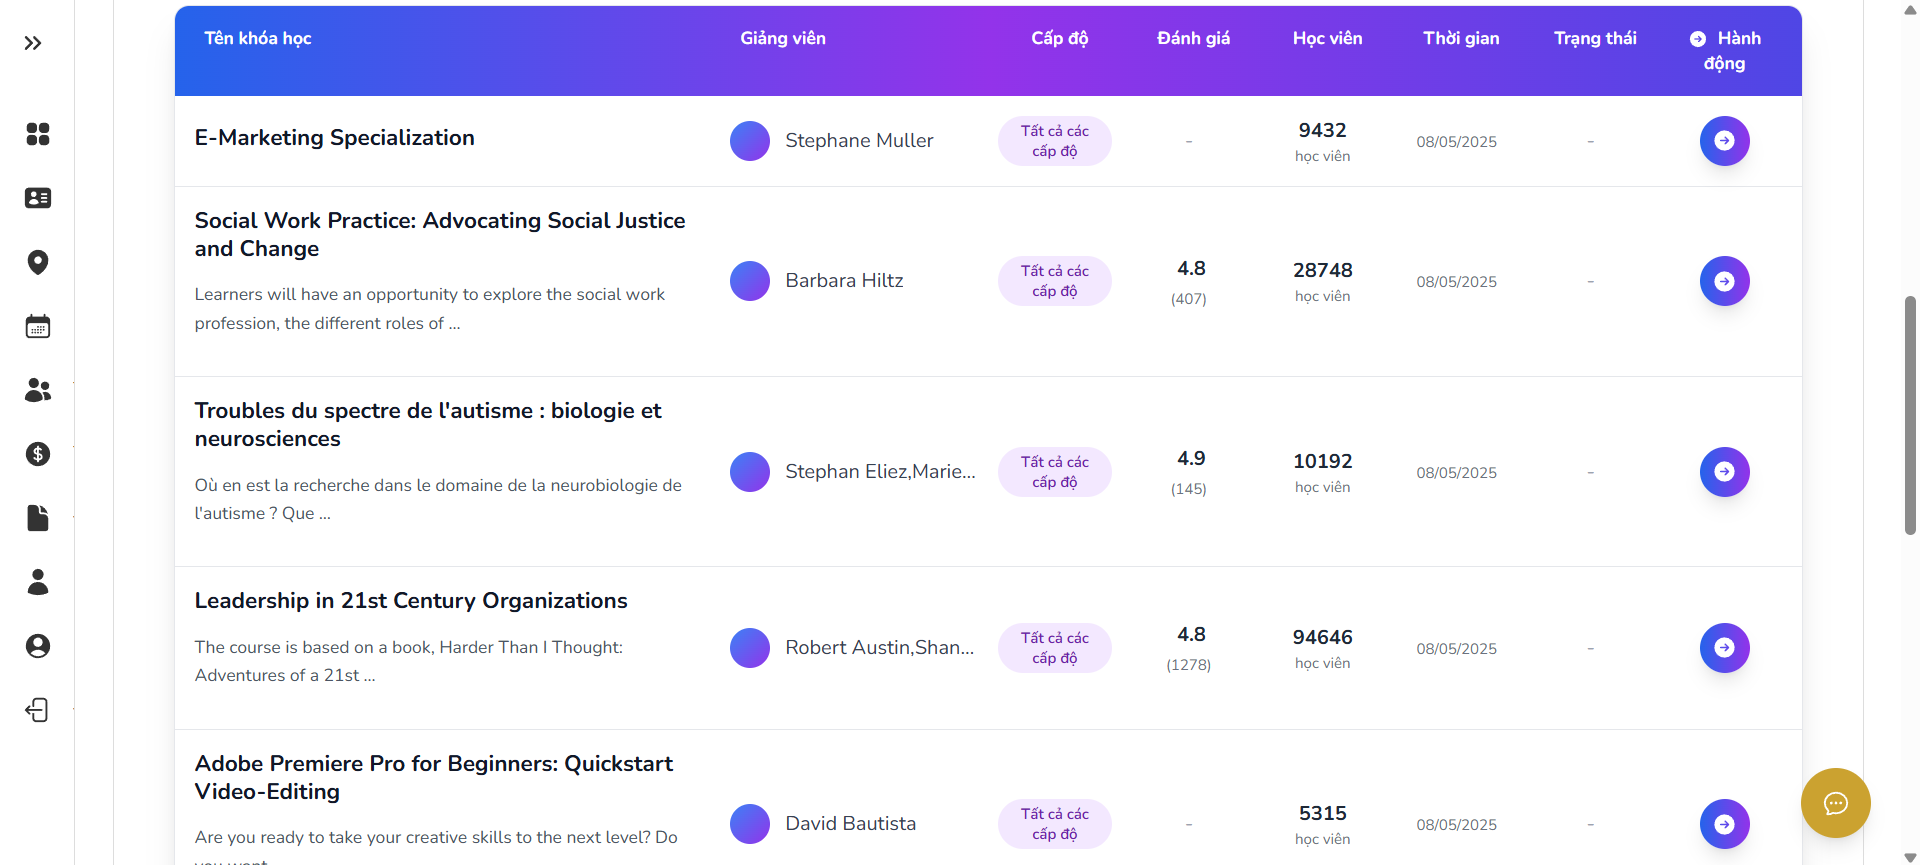 Tên khóa học Giảng viên Cấp độ Đánh giá Học viên Thời gian Trạng thái Hành
động
E-Marketing Specialization
Stephane Muller
Tất cả các
cấp độ
-
9432
học viên
08/05/2025
-
Social Work Practice: Advocating Social Justice
and Change
Learners will have an opportunity to explore the social work
profession, the different roles of ...
Barbara Hiltz
Tất cả các
cấp độ
4.8
(407)
28748
học viên
08/05/2025
-
Troubles du spectre de l'autisme : biologie et
neurosciences
Où en est la recherche dans le domaine de la neurobiologie de
l'autisme ? Que ...
Stephan Eliez,Marie...
Tất cả các
cấp độ
4.9
(145)
10192
học viên
08/05/2025
-
Leadership in 21st Century Organizations
The course is based on a book, Harder Than I Thought:
Adventures of a 21st ...
Robert Austin,Shan...
Tất cả các
cấp độ
4.8
(1278)
94646
học viên
08/05/2025
-
Adobe Premiere Pro for Beginners: Quickstart
Video-Editing
Are you ready to take your creative skills to the next level? Do
David Bautista
Tất cả các
cấp độ
-
5315
học viên
08/05/2025
-